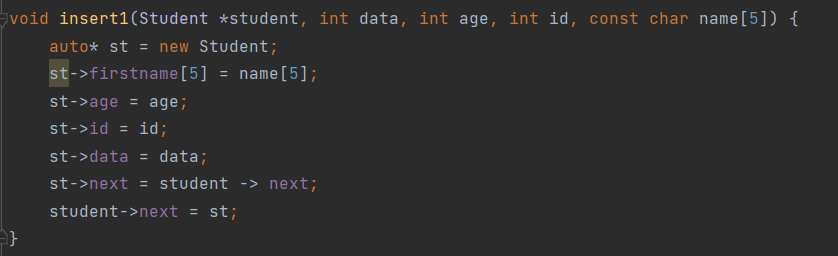 void insert1(Student *student, int data, int age, int id, const char name[5]) {
    auto* st = new Student;
    st->firstname[5] = name[5];
    st->age = age;
    st->id = id;
    st->data = data;
    st->next = student -> next;
    student->next = st;
}